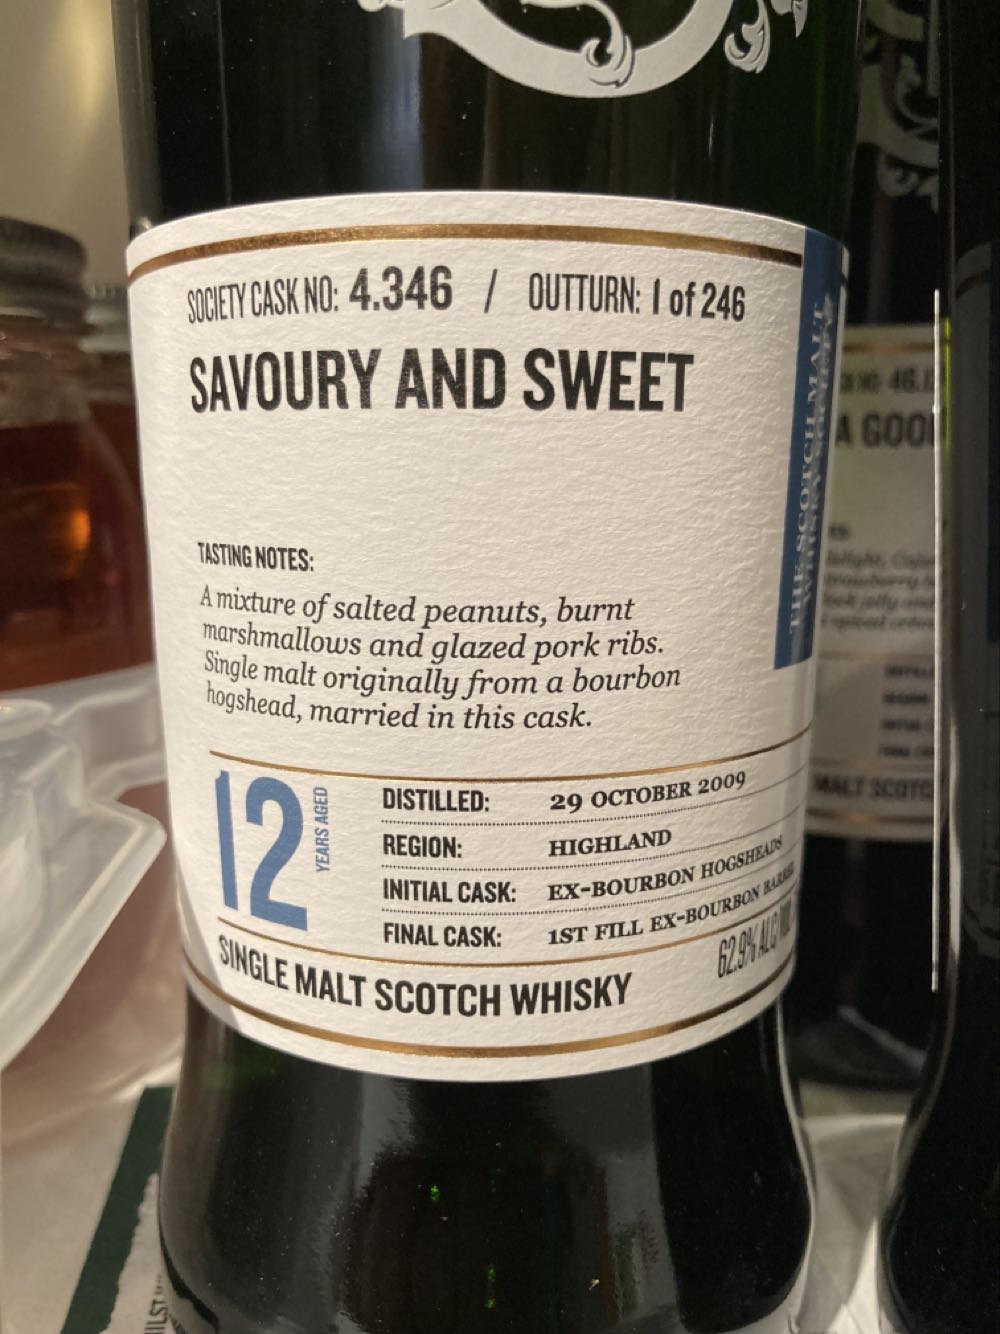 SOCIETY CASK NO: 4.346 / OUTTURN: 1 of 246
SAVOURY AND SWEET
TASTING NOTES:
A mixture of salted peanuts, burnt
marshmallows and glazed pork ribs.
Single malt originally from a bourbon
hogshead, married in this cask.
12 YEARS AGED
DISTILLED: 29 OCTOBER 2009
REGION: HIGHLAND
INITIAL CASK: EX-BOURBON HOGSHEADS
FINAL CASK: 1ST FILL EX-BOURBON BARREL
62.9% ALC/VOL
SINGLE MALT SCOTCH WHISKY
THE SCOTCH MALT
WHISKY SOCIETY
NO: 46.
A GOO
MALT SCOTC